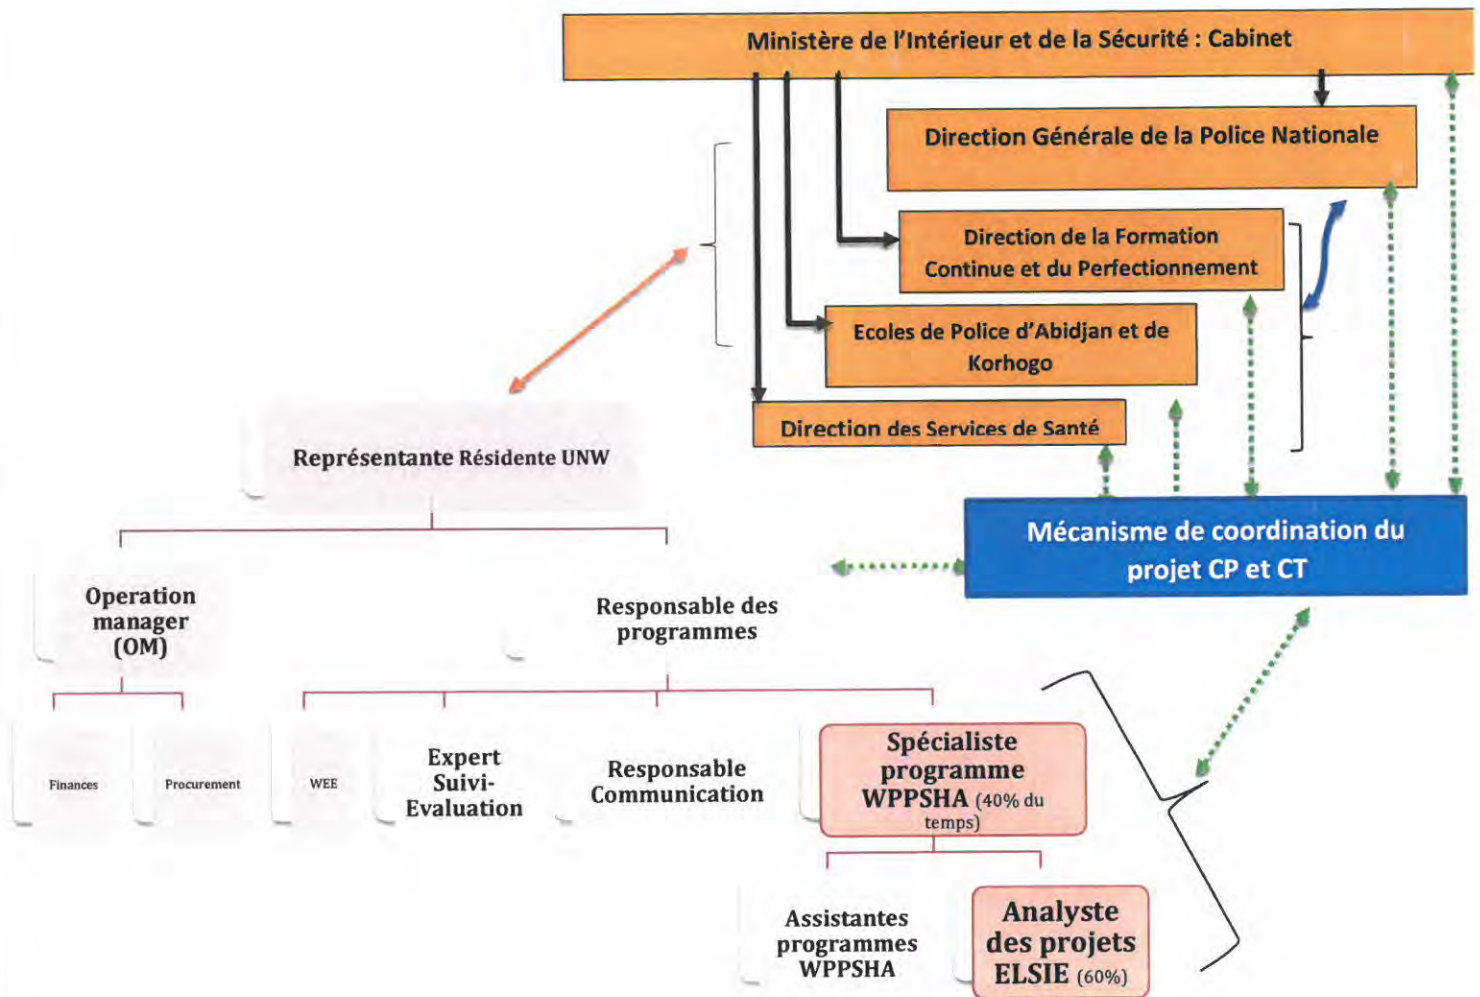 Ministère de l'Intérieur et de la Sécurité : Cabinet
Direction Générale de la Police Nationale
Direction de la Formation
Continue et du Perfectionnement
Ecoles de Police d'Abidjan et de
Korhogo
Direction des Services de Santé
Représentante Résidente UNW
Mécanisme de coordination du
projet CP et CT
Operation
manager
(OM)
Responsable des
programmes
Finances
Procurement
WEE
Expert
Suivi-
Evaluation
Responsable
Communication
Spécialiste
programme
WPPSHA (40% du
temps)
Assistantes
programmes
WPPSHA
Analyste
des projets
ELSIE (60%)